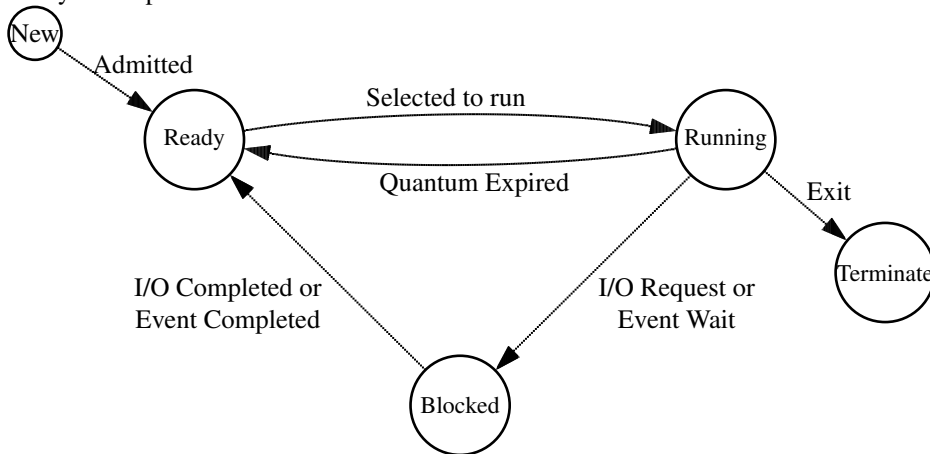 New
Admitted
Selected to run
Ready
Running
Quantum Expired
Exit
Terminate
I/O Completed or
Event Completed
I/O Request or
Event Wait
Blocked